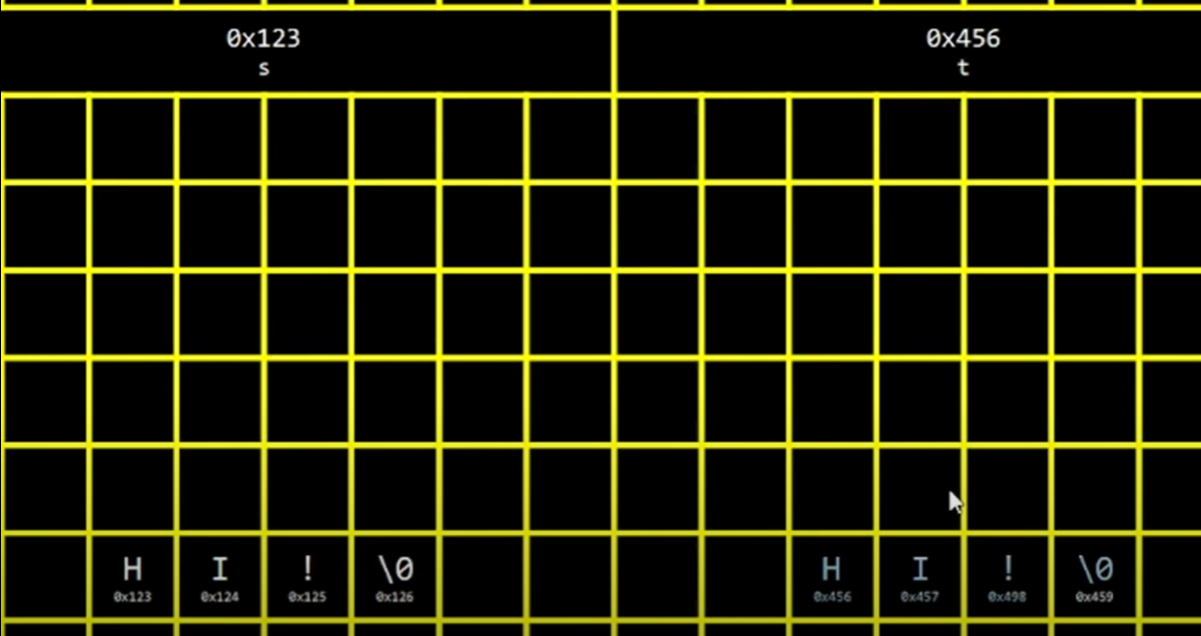 0x123
s
0x456
t
H
0x123
I
0x124
!
0x125
\0
0x126
H
0x456
I
0x457
!
0x498
\0
0x459